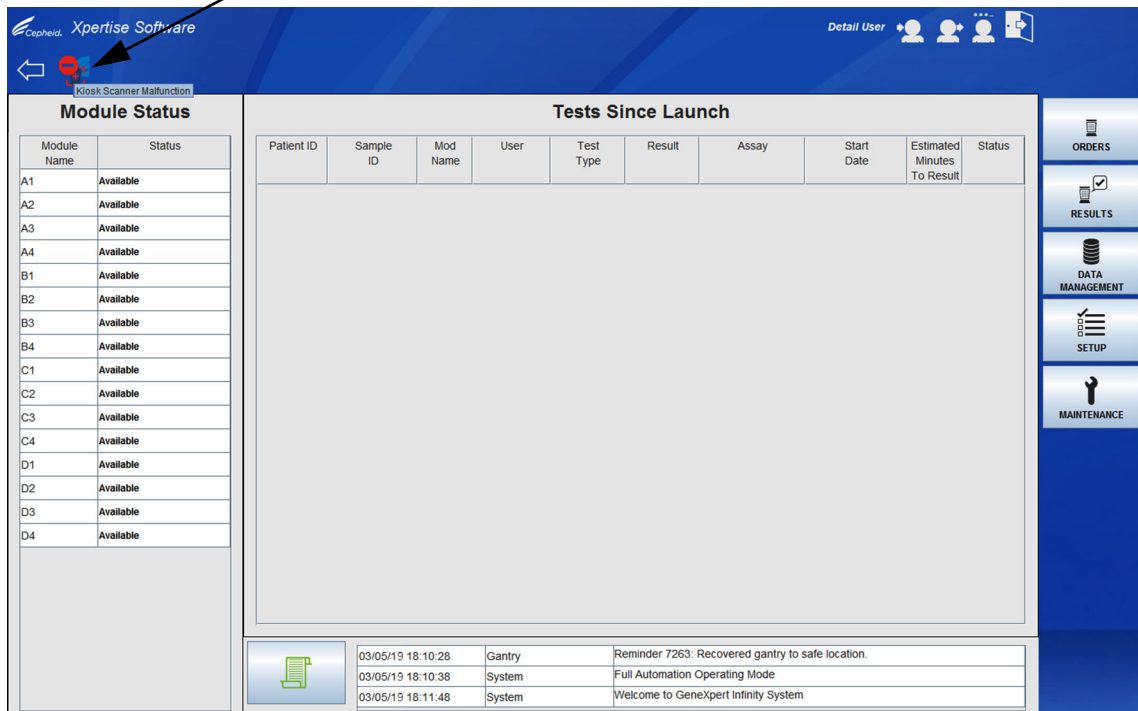 Cepheid. Xpertise Software
Detail User
Kiosk Scanner Malfunction
Module Status
Module Name Status
A1 Available
A2 Available
A3 Available
A4 Available
B1 Available
B2 Available
B3 Available
B4 Available
C1 Available
C2 Available
C3 Available
C4 Available
D1 Available
D2 Available
D3 Available
D4 Available
Tests Since Launch
Patient ID Sample ID Mod Name User Test Type Result Assay Start Date Estimated Minutes To Result Status
03/05/19 18:10:28 Gantry Reminder 7263: Recovered gantry to safe location.
03/05/19 18:10:38 System Full Automation Operating Mode
03/05/19 18:11:48 System Welcome to GeneXpert Infinity System
ORDERS
RESULTS
DATA
MANAGEMENT
SETUP
MAINTENANCE